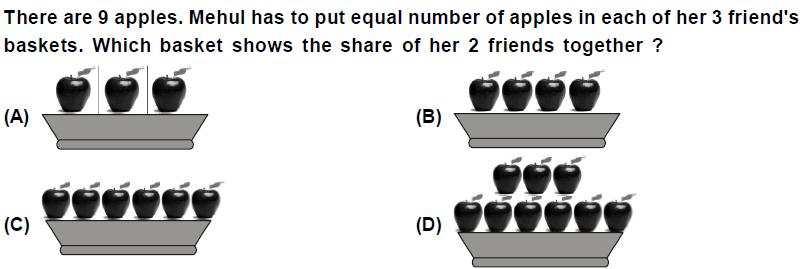 There are 9 apples. Mehul has to put equal number of apples in each of her 3 friend's
baskets. Which basket shows the share of her 2 friends together ?
(A)
(B)
(C)
(D)